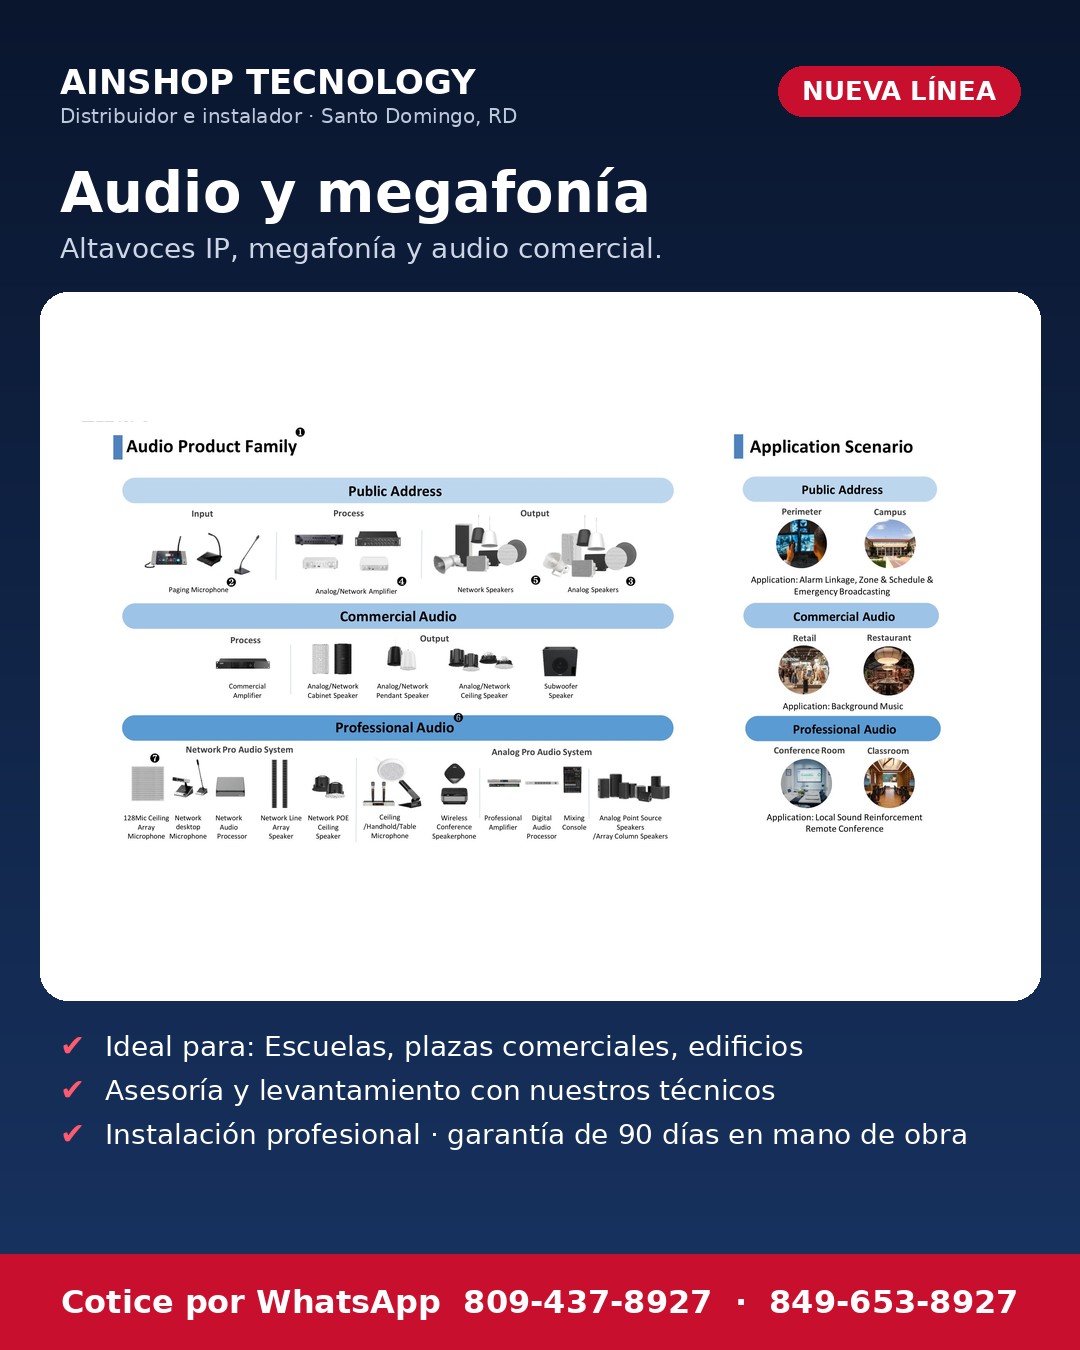 AINSHOP TECNOLOGY
Distribuidor e instalador · Santo Domingo, RD
NUEVA LÍNEA
Audio y megafonía
Altavoces IP, megafonía y audio comercial.
Audio Product Family❶
Public Address
Input
Process
Output
Paging Microphone❷
Analog/Network Amplifier❹
Network Speakers❺
Analog Speakers❸
Commercial Audio
Process
Output
Commercial
Amplifier
Analog/Network
Cabinet Speaker
Analog/Network
Pendant Speaker
Analog/Network
Ceiling Speaker
Subwoofer
Speaker
Professional Audio❻
Network Pro Audio System
Analog Pro Audio System
❼
128Mic Ceiling
Array
Microphone
Network
desktop
Microphone
Network
Audio
Processor
Network Line
Array
Speaker
Network POE
Ceiling
Speaker
Ceiling
/Handhold/Table
Microphone
Wireless
Conference
Speakerphone
Professional
Amplifier
Digital
Audio
Processor
Mixing
Console
Analog Point Source
Speakers
/Array Column Speakers
Application Scenario
Public Address
Perimeter
Campus
Application: Alarm Linkage, Zone & Schedule &
Emergency Broadcasting
Commercial Audio
Retail
Restaurant
Application: Background Music
Professional Audio
Conference Room
Classroom
Application: Local Sound Reinforcement
Remote Conference
✔ Ideal para: Escuelas, plazas comerciales, edificios
✔ Asesoría y levantamiento con nuestros técnicos
✔ Instalación profesional · garantía de 90 días en mano de obra
Cotice por WhatsApp 809-437-8927 · 849-653-8927